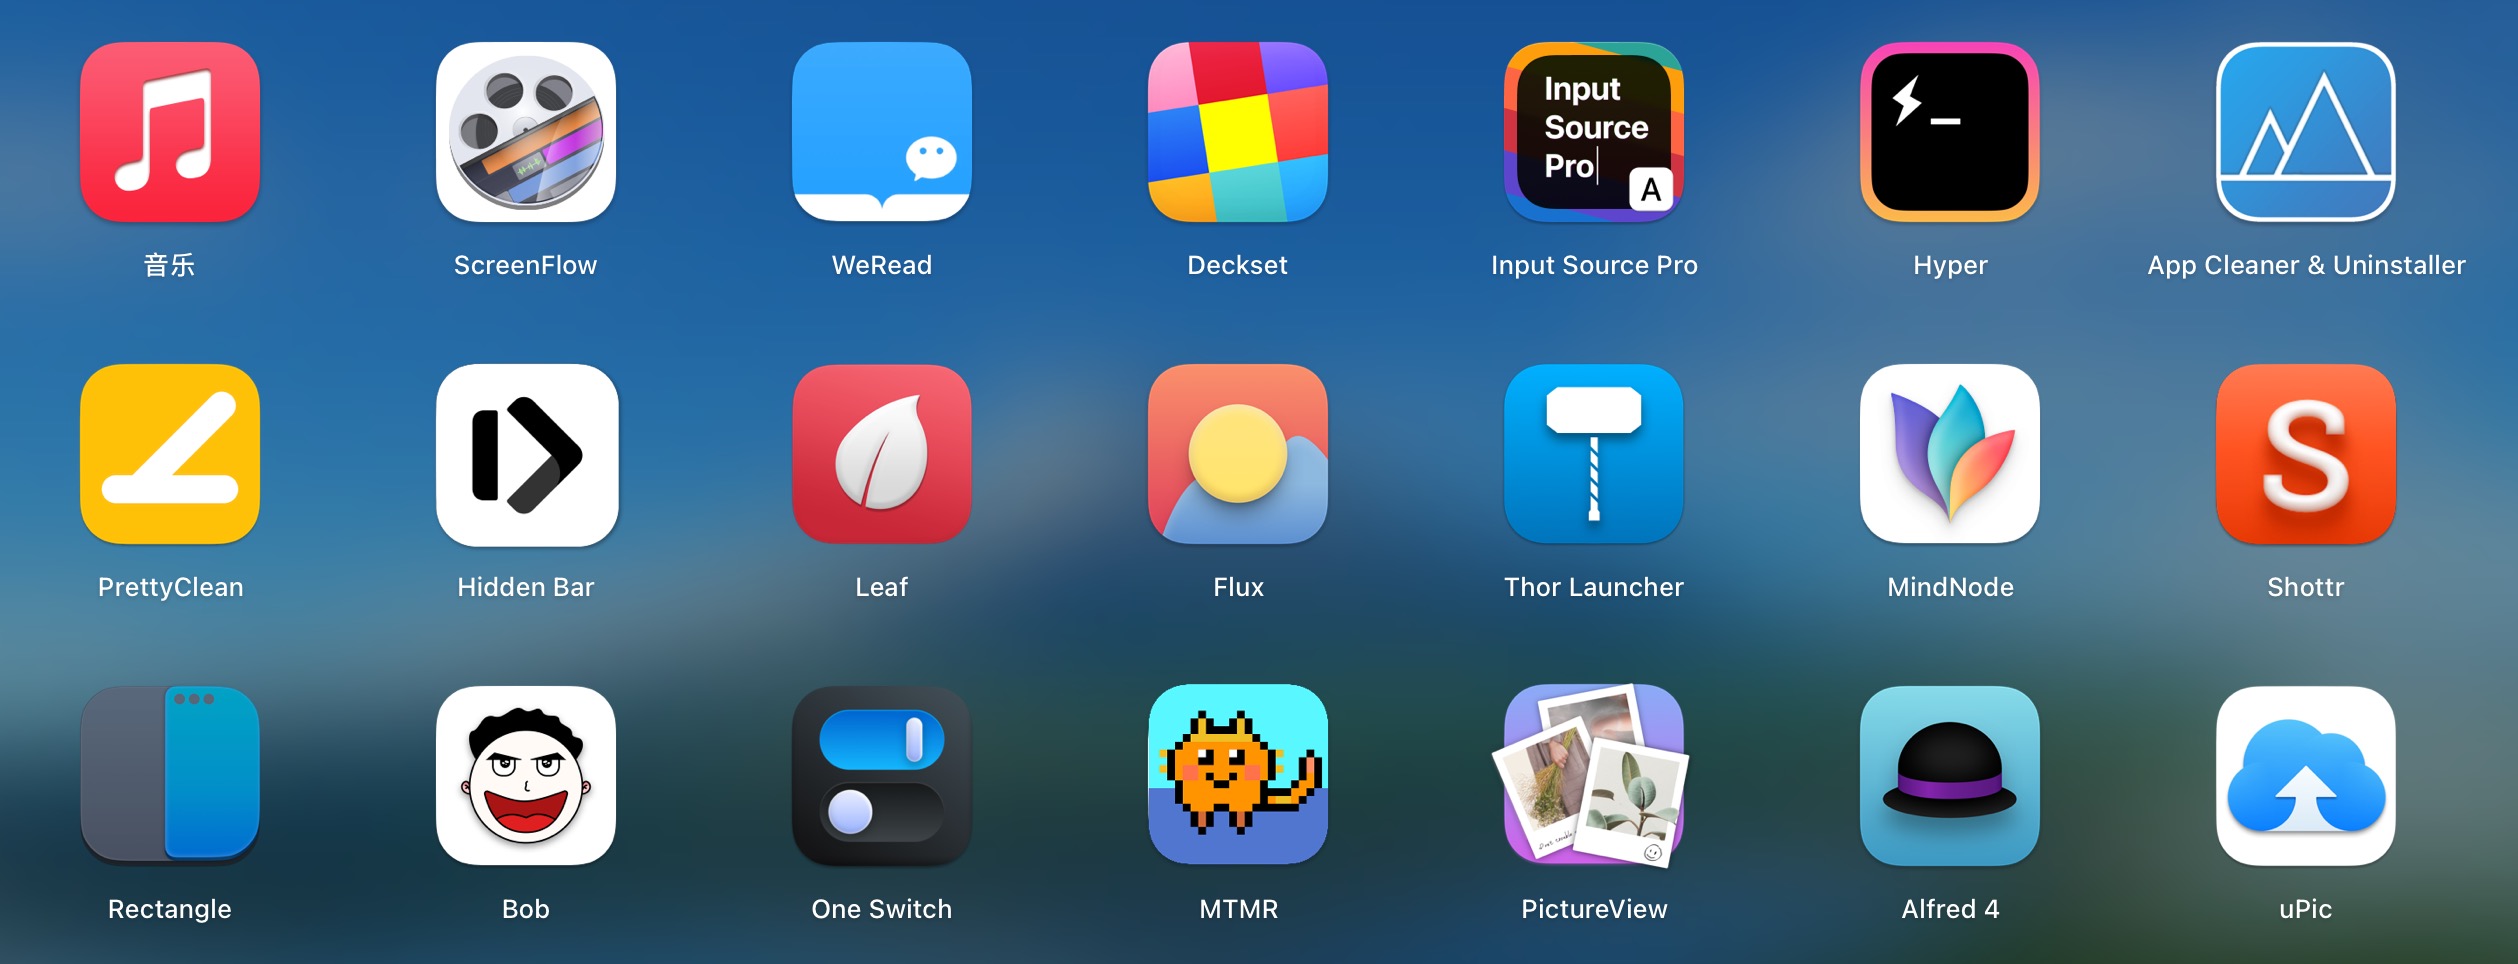 Input
Source
Pro
A
音乐
ScreenFlow
WeRead
Deckset
Input Source Pro
Hyper
App Cleaner & Uninstaller
S
PrettyClean
Hidden Bar
Leaf
Flux
Thor Launcher
MindNode
Shottr
Rectangle
Bob
One Switch
MTMR
PictureView
Alfred 4
uPic